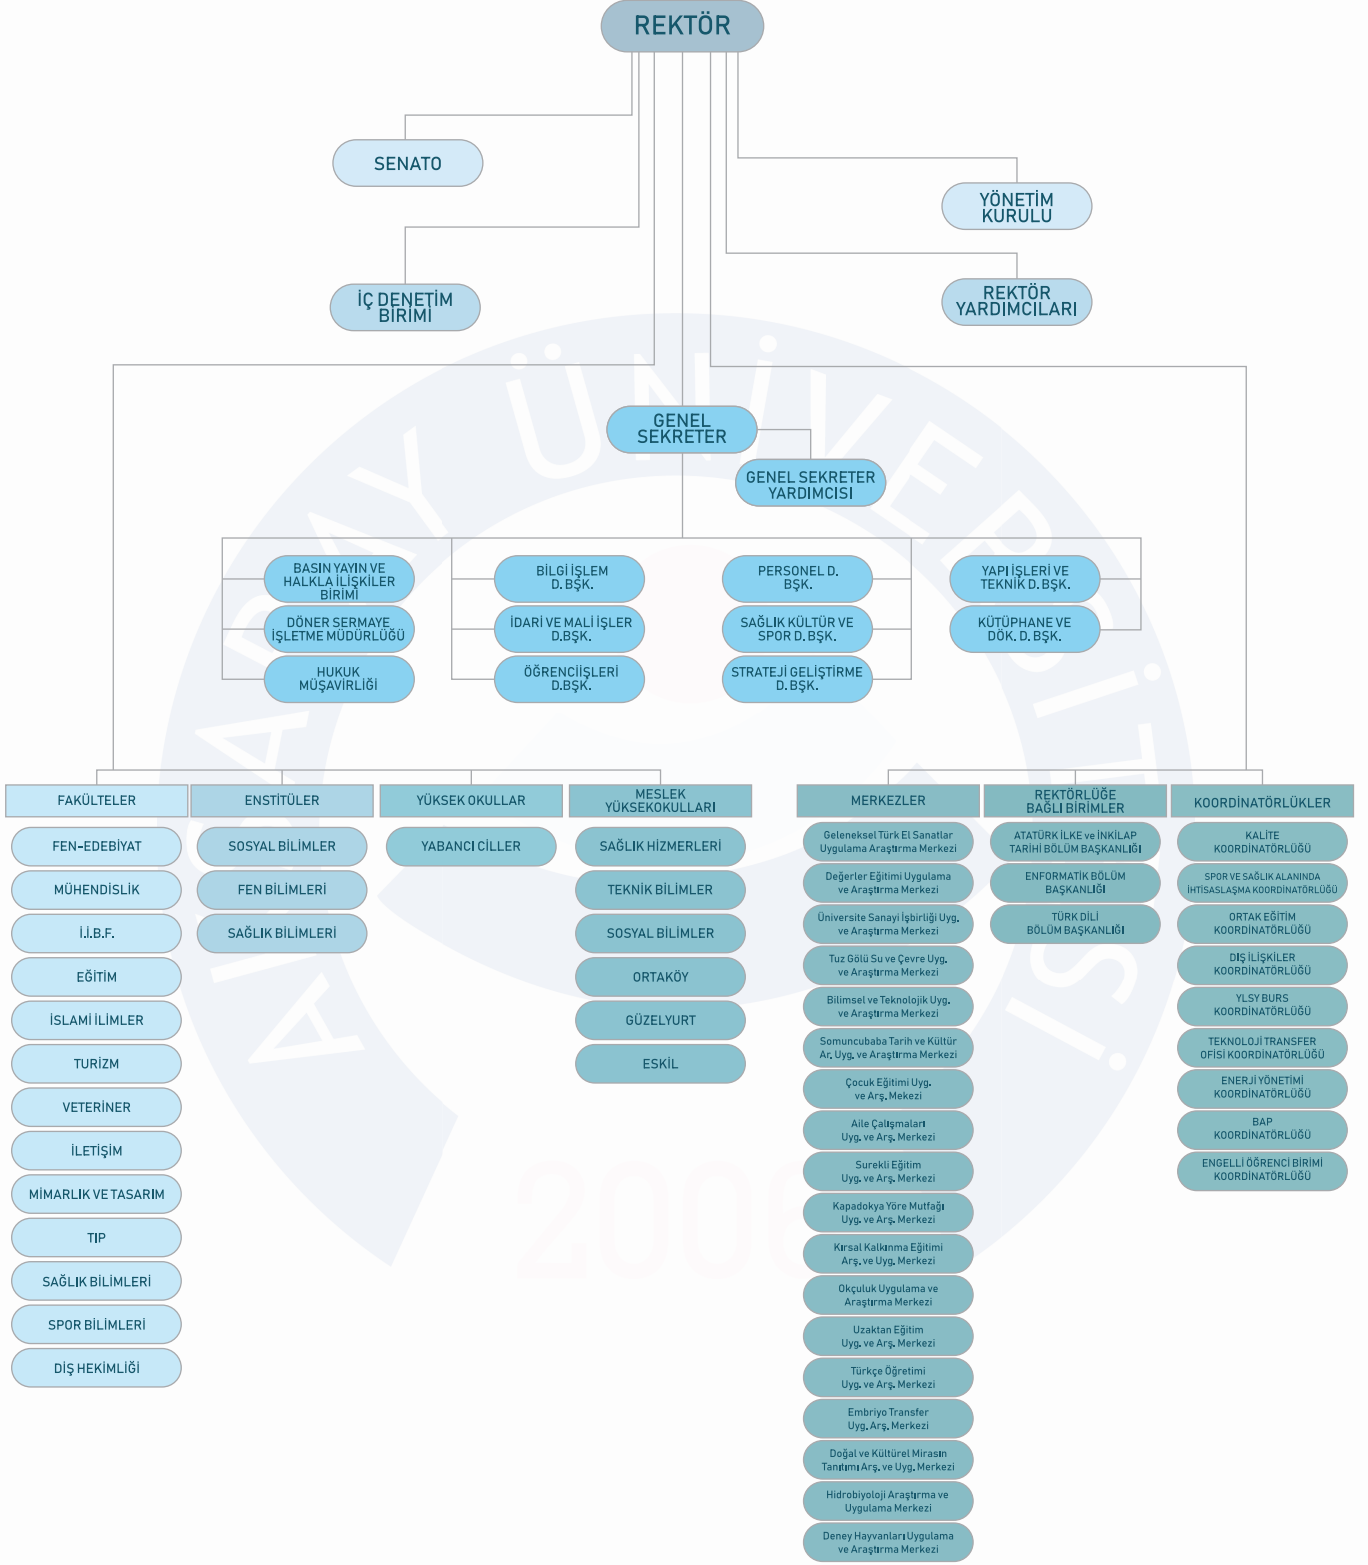 REKTÖR
SENATO
YÖNETİM
KURULU
İÇ DENETİM
BİRİMİ
REKTÖR
YARDIMCILARI
AKSARAY ÜNİVERSİTESİ
2006
GENEL
SEKRETER
GENEL SEKRETER
YARDIMCISI
BASIN YAYIN VE
HALKLA İLİŞKİLER
BİRİMİ
DÖNER SERMAYE
İŞLETME MÜDÜRLÜĞÜ
HUKUK
MÜŞAVİRLİĞİ
BİLGİ İŞLEM
D. BŞK.
İDARİ VE MALİ İŞLER
D.BŞK.
ÖĞRENCİİŞLERİ
D.BŞK.
PERSONEL D.
BŞK.
SAĞLIK KÜLTÜR VE
SPOR D. BŞK.
STRATEJİ GELİŞTİRME
D. BŞK.
YAPI İŞLERİ VE
TEKNİK D. BŞK.
KÜTÜPHANE VE
DÖK. D. BŞK.
FAKÜLTELER
FEN-EDEBİYAT
MÜHENDİSLİK
İ.İ.B.F.
EĞİTİM
İSLAMİ İLİMLER
TURİZM
VETERİNER
İLETİŞİM
MİMARLIK VE TASARIM
TIP
SAĞLIK BİLİMLERİ
SPOR BİLİMLERİ
DİŞ HEKİMLİĞİ
ENSTİTÜLER
SOSYAL BİLİMLER
FEN BİLİMLERİ
SAĞLIK BİLİMLERİ
YÜKSEK OKULLAR
YABANCI CİLLER
MESLEK
YÜKSEKOKULLARI
SAĞLIK HİZMERLERİ
TEKNİK BİLİMLER
SOSYAL BİLİMLER
ORTAKÖY
GÜZELYURT
ESKİL
MERKEZLER
Geleneksel Türk El Sanatlar
Uygulama Araştırma Merkezi
Değerler Eğitimi Uygulama
ve Araştırma Merkezi
Üniversite Sanayi İşbirliği Uyg.
ve Araştırma Merkezi
Tuz Gölü Su ve Çevre Uyg.
ve Araştırma Merkezi
Bilimsel ve Teknolojik Uyg.
ve Araştırma Merkezi
Somuncubaba Tarih ve Kültür
Ar. Uyg. ve Araştırma Merkezi
Çocuk Eğitimi Uyg.
ve Arş. Mekezi
Aile Çalışmaları
Uyg. ve Arş. Merkezi
Surekli Eğitim
Uyg. ve Arş. Merkezi
Kapadokya Yöre Mutfağı
Uyg. ve Arş. Merkezi
Kırsal Kalkınma Eğitimi
Arş. ve Uyg. Merkezi
Okçuluk Uygulama ve
Araştırma Merkezi
Uzaktan Eğitim
Uyg. ve Arş. Merkezi
Türkçe Öğretimi
Uyg. ve Arş. Merkezi
Embriyo Transfer
Uyg. Arş. Merkezi
Doğal ve Kültürel Mirasın
Tanıtımı Arş. ve Uyg. Merkezi
Hidrobiyoloji Araştırma ve
Uygulama Merkezi
Deney Hayvanları Uygulama
ve Araştırma Merkezi
REKTÖRLÜĞE
BAĞLI BİRİMLER
ATATÜRK İLKE ve İNKİLAP
TARİHİ BÖLÜM BAŞKANLIĞI
ENFORMATİK BÖLÜM
BAŞKANLIĞI
TÜRK DİLİ
BÖLÜM BAŞKANLIĞI
KOORDİNATÖRLÜKLER
KALİTE
KOORDİNATÖRLÜĞÜ
SPOR VE SAĞLIK ALANINDA
İHTİSASLAŞMA KOORDİNATÖRLÜĞÜ
ORTAK EĞİTİM
KOORDİNATÖRLÜĞÜ
DIŞ İLİŞKİLER
KOORDİNATÖRLÜĞÜ
YLSY BURS
KOORDİNATÖRLÜĞÜ
TEKNOLOJİ TRANSFER
OFİSİ KOORDİNATÖRLÜĞÜ
ENERJİ YÖNETİMİ
KOORDİNATÖRLÜĞÜ
BAP
KOORDİNATÖRLÜĞÜ
ENGELLİ ÖĞRENCİ BİRİMİ
KOORDİNATÖRLÜĞÜ